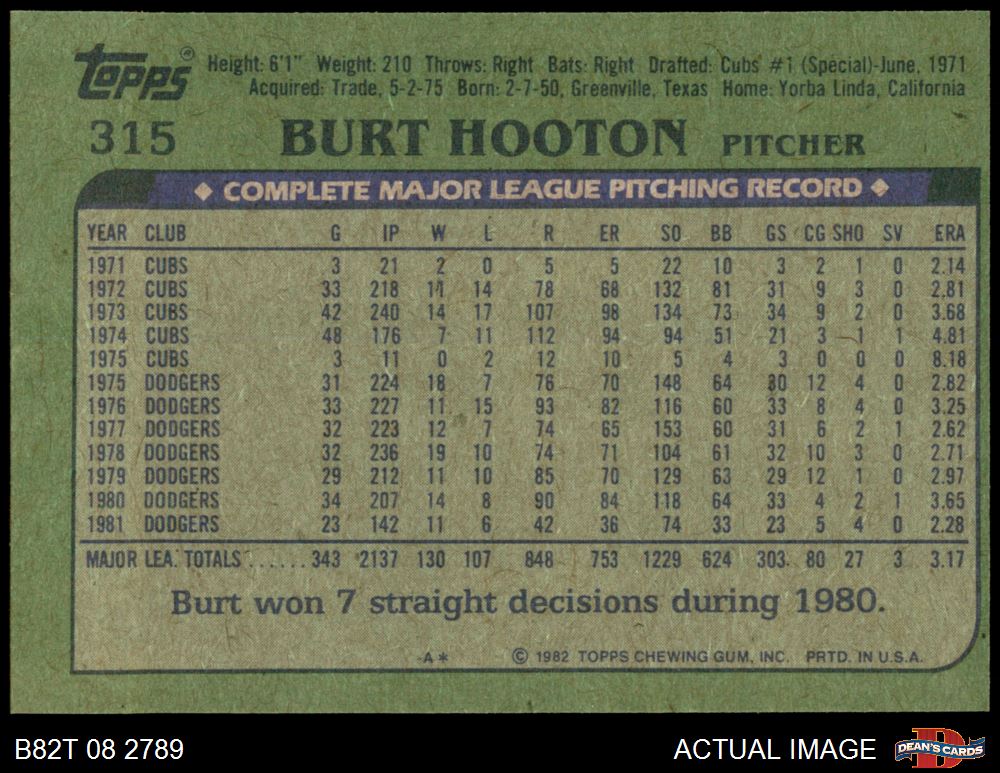 Topps® Height: 6'1" Weight: 210 Throws: Right Bats: Right Drafted: Cubs #1 (Special)-June, 1971
Acquired: Trade, 5-2-75 Born: 2-7-50, Greenville, Texas Home: Yorba Linda, California
315 BURT HOOTON PITCHER
◆ COMPLETE MAJOR LEAGUE PITCHING RECORD ◆
YEAR CLUB G IP W L R ER SO BB GS CG SHO SV ERA
1971 CUBS 3 21 2 0 5 5 22 10 3 2 1 0 2.14
1972 CUBS 33 218 11 14 78 68 132 81 31 9 3 0 2.81
1973 CUBS 42 240 14 17 107 98 134 73 34 9 2 0 3.68
1974 CUBS 48 176 7 11 112 94 94 51 21 3 1 1 4.81
1975 CUBS 3 11 0 2 12 10 5 4 3 0 0 0 8.18
1975 DODGERS 31 224 18 7 76 70 148 64 30 12 4 0 2.82
1976 DODGERS 33 227 11 15 93 82 116 60 33 8 4 0 3.25
1977 DODGERS 32 223 12 7 74 65 153 60 31 6 2 1 2.62
1978 DODGERS 32 236 19 10 74 71 104 61 32 10 3 0 2.71
1979 DODGERS 29 212 11 10 85 70 129 63 29 12 1 0 2.97
1980 DODGERS 34 207 14 8 90 84 118 64 33 4 2 1 3.65
1981 DODGERS 23 142 11 6 42 36 74 33 23 5 4 0 2.28
MAJOR LEA. TOTALS ...... 343 2137 130 107 848 753 1229 624 303 80 27 3 3.17
Burt won 7 straight decisions during 1980.
A* © 1982 TOPPS CHEWING GUM, INC. PRTD. IN U.S.A.
B82T 08 2789 ACTUAL IMAGE D DEAN'S CARDS